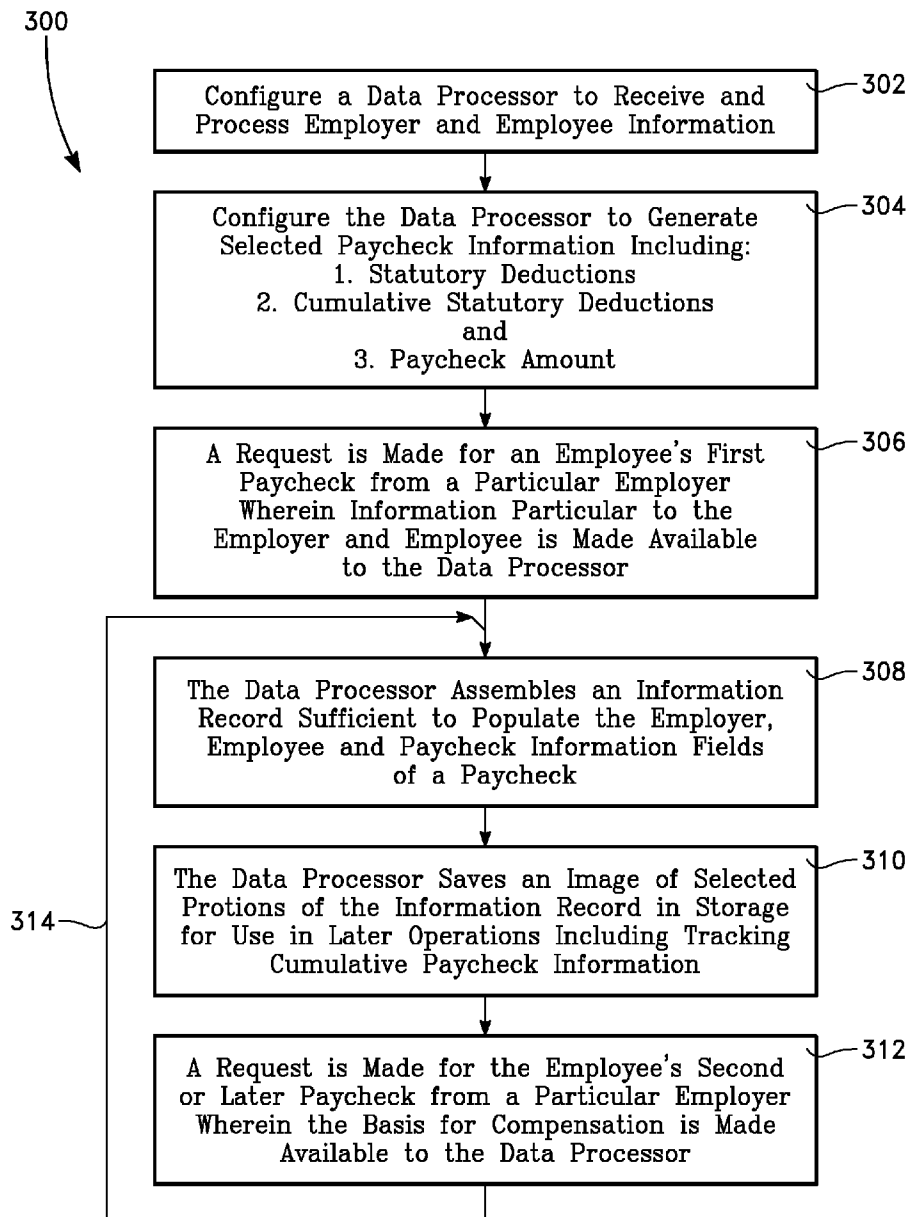 300
302
Configure a Data Processor to Receive and
Process Employer and Employee Information
304
Configure the Data Processor to Generate
Selected Paycheck Information Including:
1. Statutory Deductions
2. Cumulative Statutory Deductions
and
3. Paycheck Amount
306
A Request is Made for an Employee's First
Paycheck from a Particular Employer
Wherein Information Particular to the
Employer and Employee is Made Available
to the Data Processor
308
The Data Processor Assembles an Information
Record Sufficient to Populate the Employer,
Employee and Paycheck Information Fields
of a Paycheck
310
The Data Processor Saves an Image of Selected
Protions of the Information Record in Storage
for Use in Later Operations Including Tracking
Cumulative Paycheck Information
314
312
A Request is Made for the Employee's Second
or Later Paycheck from a Particular Employer
Wherein the Basis for Compensation is Made
Available to the Data Processor